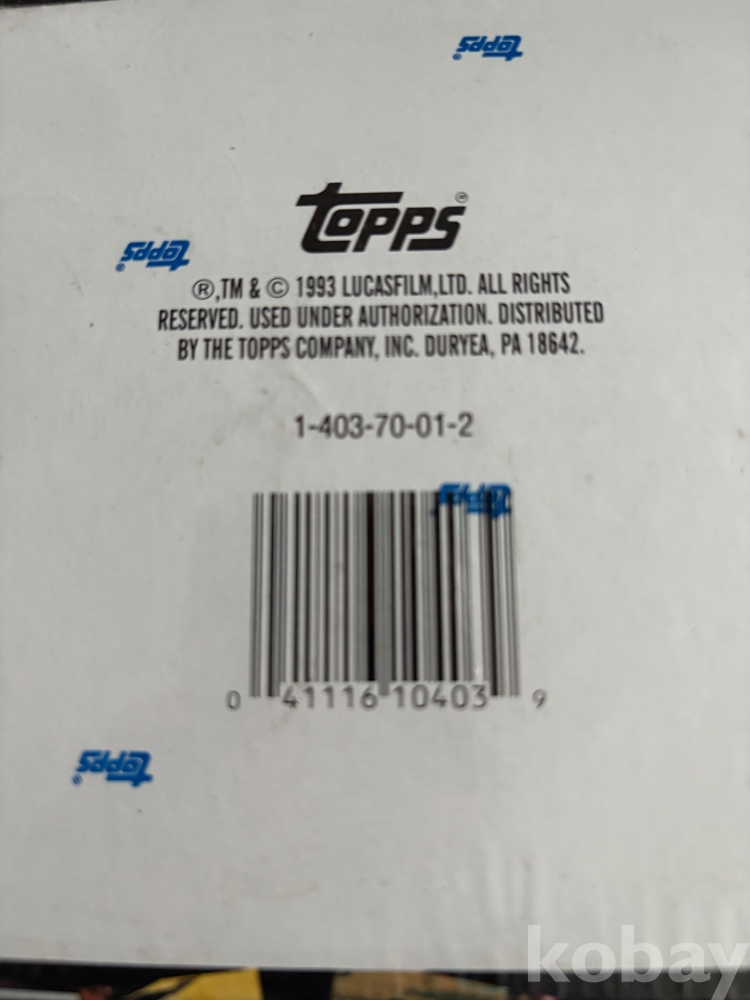 TOPPS®
TOPPS®
TOPPS®
®,TM & © 1993 LUCASFILM,LTD. ALL RIGHTS
RESERVED. USED UNDER AUTHORIZATION. DISTRIBUTED
BY THE TOPPS COMPANY, INC. DURYEA, PA 18642.
1-403-70-01-2
TOPPS
0 41116 10403 9
TOPPS®
kobay